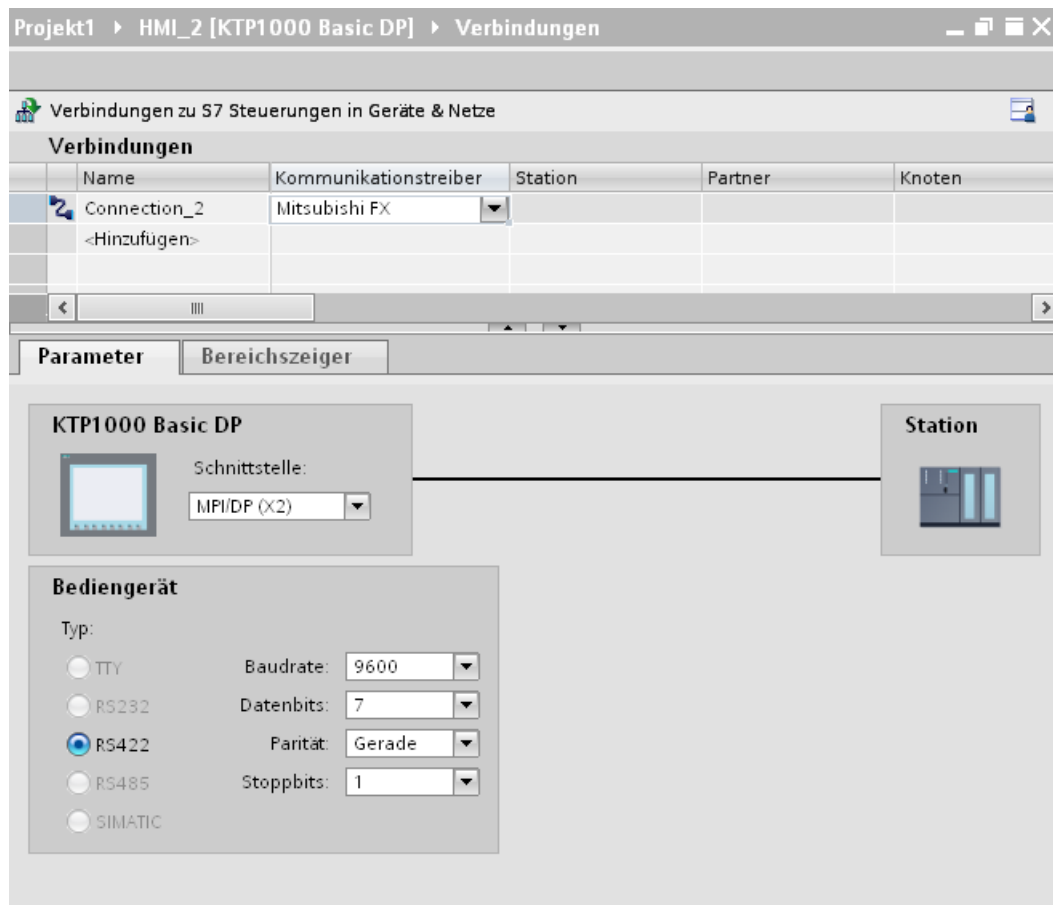 Projekt1 ▸ HMI_2 [KTP1000 Basic DP] ▸ Verbindungen
Verbindungen zu S7 Steuerungen in Geräte & Netze
Verbindungen
Name Kommunikationstreiber Station Partner Knoten
Connection_2 Mitsubishi FX
<Hinzufügen>
Parameter Bereichszeiger
KTP1000 Basic DP Station
Schnittstelle:
MPI/DP (X2)
Bediengerät
Typ:
TTY Baudrate: 9600
RS232 Datenbits: 7
RS422 Parität: Gerade
RS485 Stoppbits: 1
SIMATIC